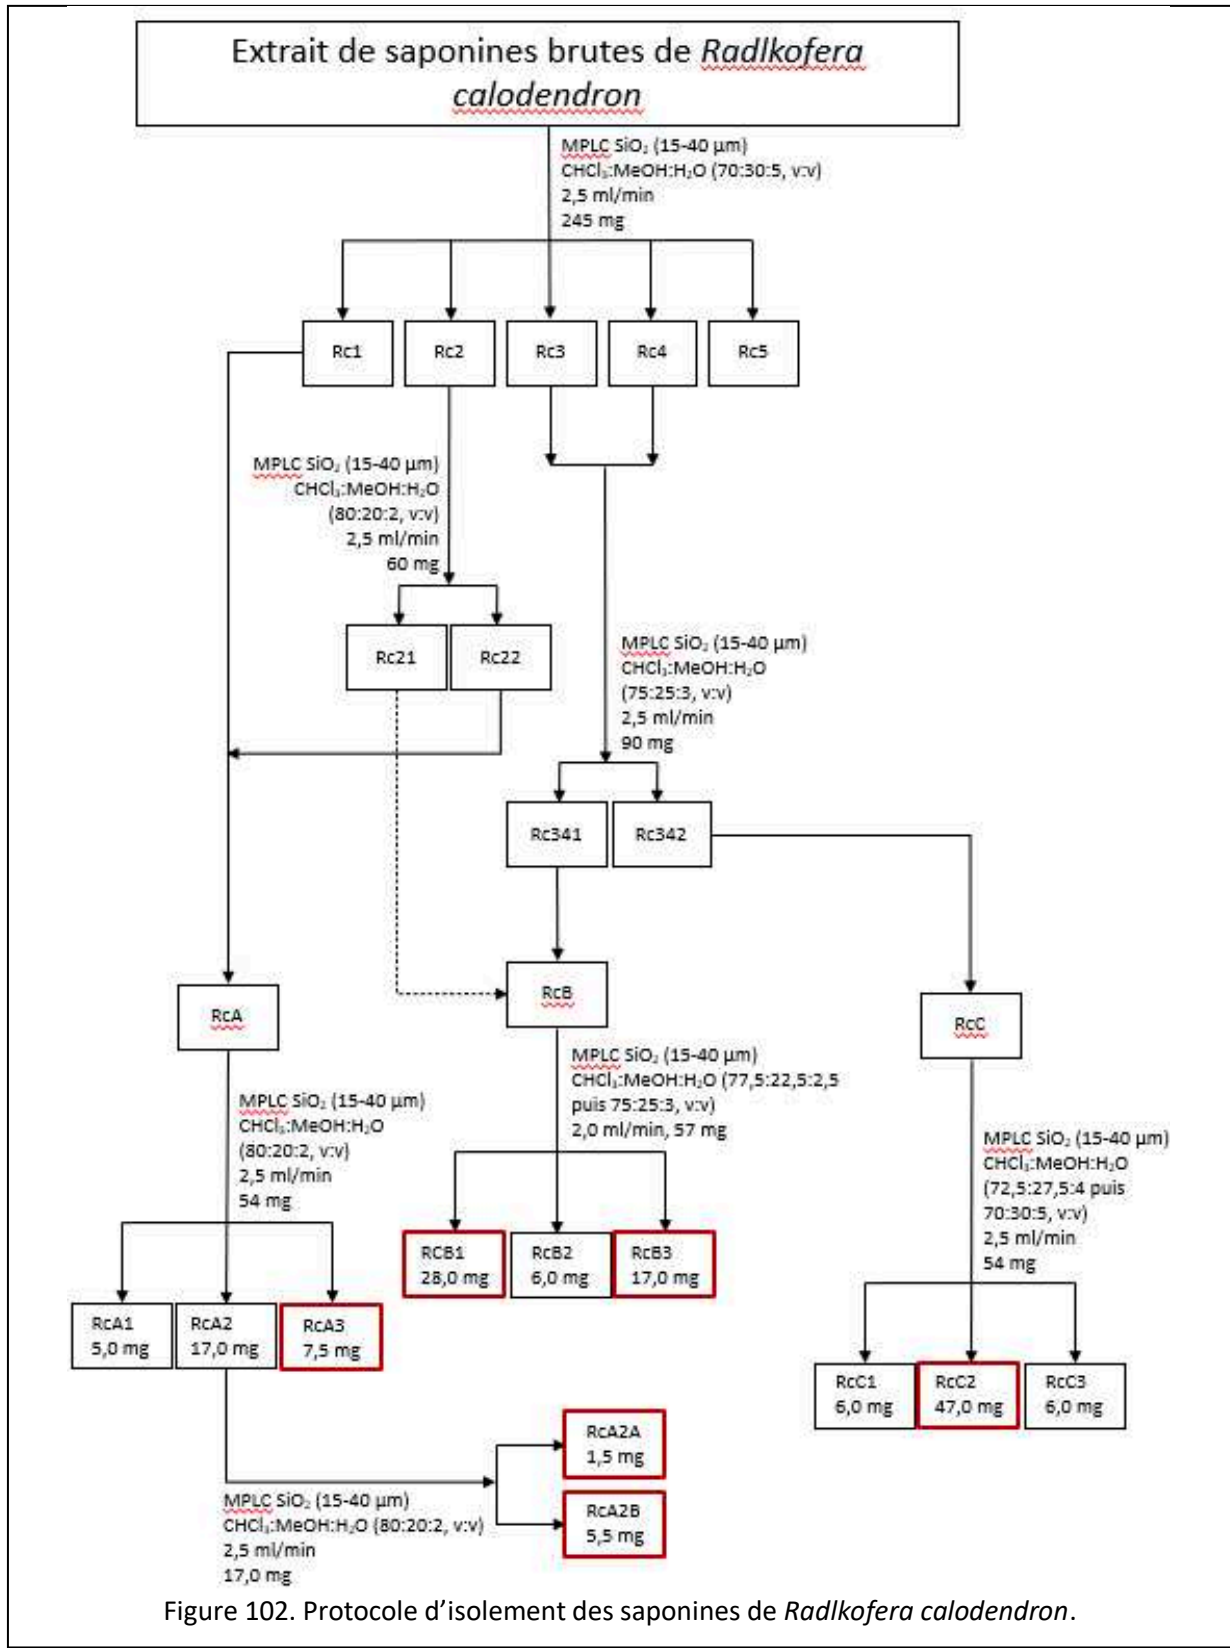 Extrait de saponines brutes de Radlkofera
calodendron
MPLC SiO₂ (15-40 µm)
CHCl₃:MeOH:H₂O (70:30:5, v:v)
2,5 ml/min
245 mg
Rc1
Rc2
Rc3
Rc4
Rc5
MPLC SiO₂ (15-40 µm)
CHCl₃:MeOH:H₂O
(80:20:2, v:v)
2,5 ml/min
60 mg
Rc21
Rc22
MPLC SiO₂ (15-40 µm)
CHCl₃:MeOH:H₂O
(75:25:3, v:v)
2,5 ml/min
90 mg
Rc341
Rc342
RcA
RcB
RcC
MPLC SiO₂ (15-40 µm)
CHCl₃:MeOH:H₂O
(80:20:2, v:v)
2,5 ml/min
54 mg
MPLC SiO₂ (15-40 µm)
CHCl₃:MeOH:H₂O (77,5:22,5:2,5
puis 75:25:3, v:v)
2,0 ml/min, 57 mg
MPLC SiO₂ (15-40 µm)
CHCl₃:MeOH:H₂O
(72,5:27,5:4 puis
70:30:5, v:v)
2,5 ml/min
54 mg
RCB1
28,0 mg
RcB2
6,0 mg
RcB3
17,0 mg
RcA1
5,0 mg
RcA2
17,0 mg
RcA3
7,5 mg
RcC1
6,0 mg
RcC2
47,0 mg
RcC3
6,0 mg
RcA2A
1,5 mg
RcA2B
5,5 mg
MPLC SiO₂ (15-40 µm)
CHCl₃:MeOH:H₂O (80:20:2, v:v)
2,5 ml/min
17,0 mg
Figure 102. Protocole d’isolement des saponines de Radlkofera calodendron.